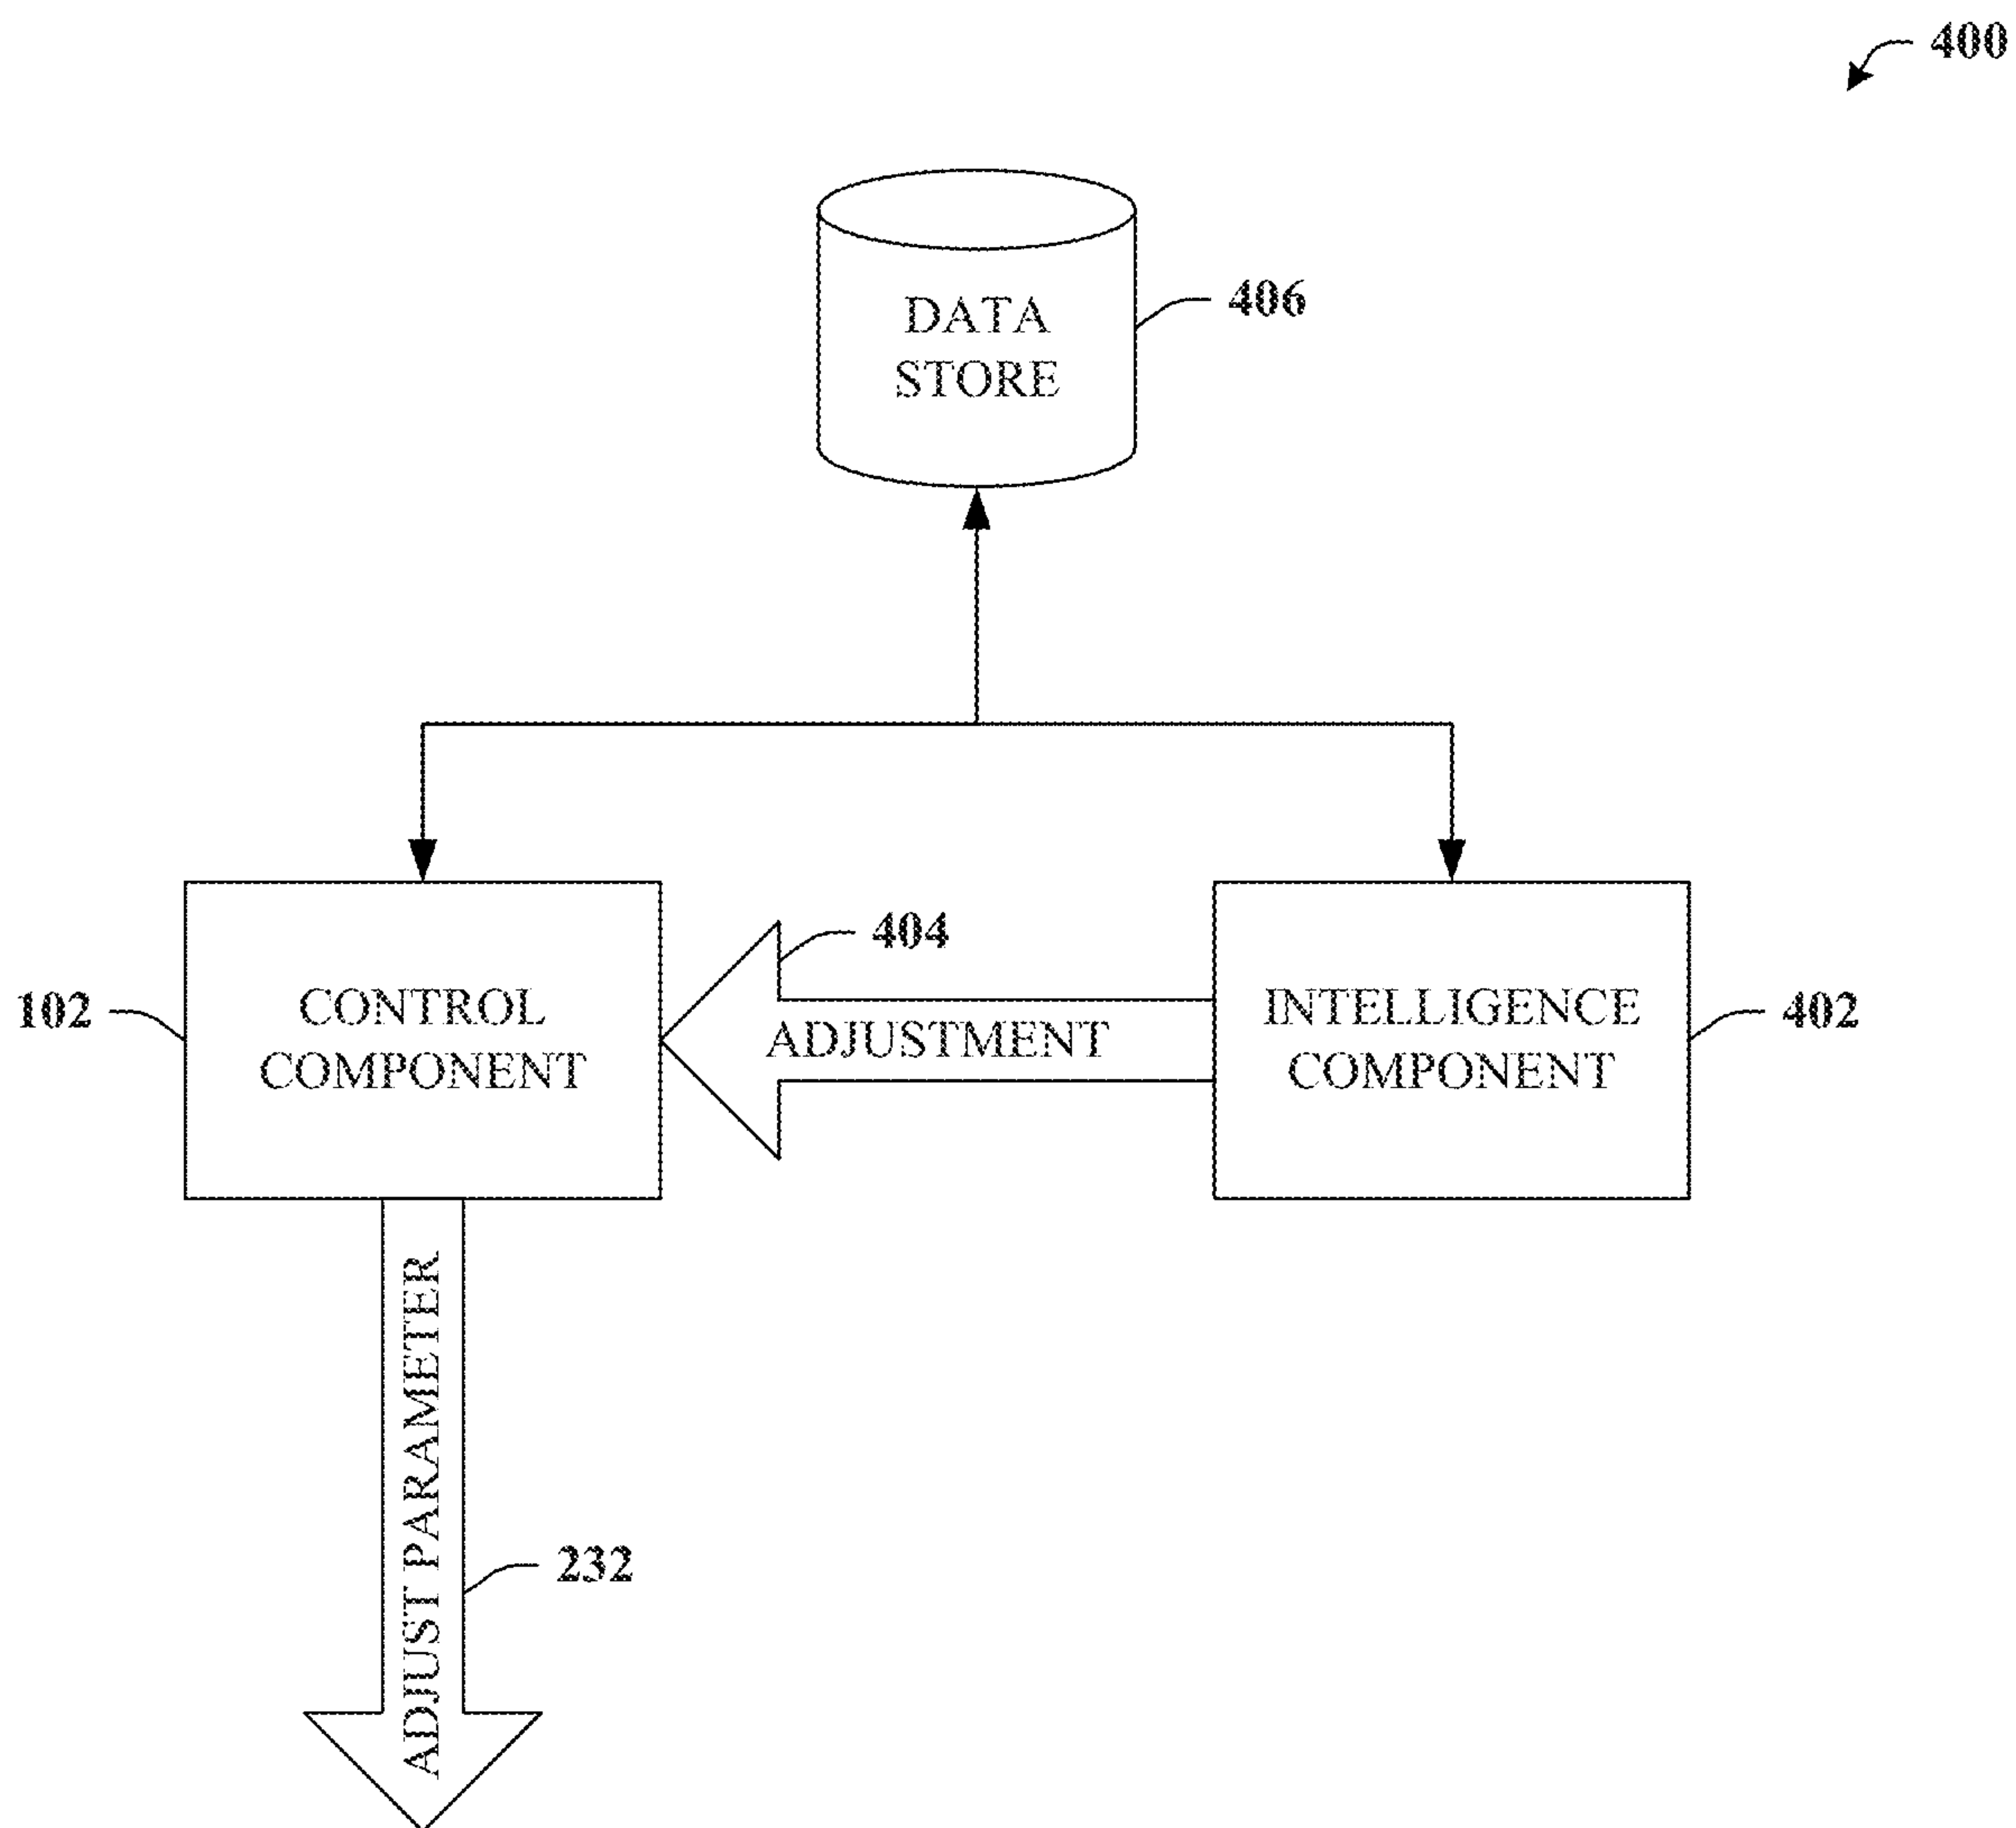 400
DATA
STORE
406
404
102
CONTROL
COMPONENT
ADJUSTMENT
INTELLIGENCE
COMPONENT
402
ADJUST PARAMETER
232